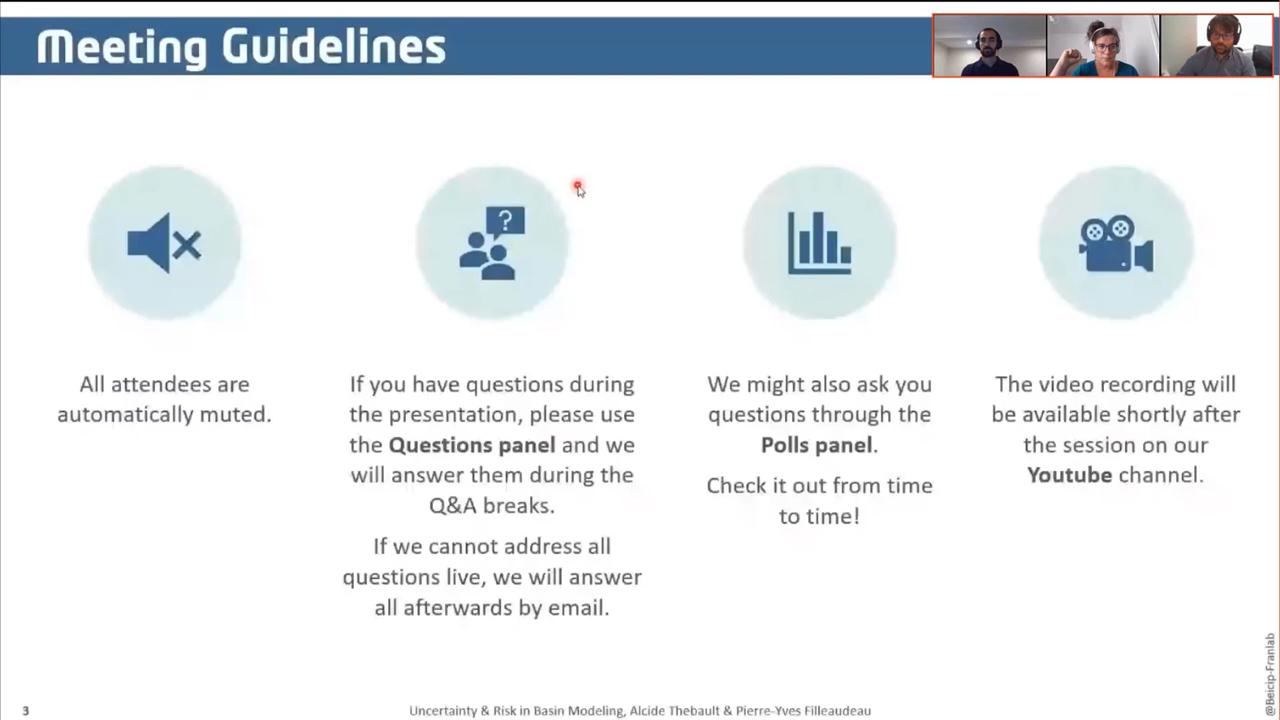 Meeting Guidelines
?
All attendees are
automatically muted.
If you have questions during
the presentation, please use
the Questions panel and we
will answer them during the
Q&A breaks.
If we cannot address all
questions live, we will answer
all afterwards by email.
We might also ask you
questions through the
Polls panel.
Check it out from time
to time!
The video recording will
be available shortly after
the session on our
Youtube channel.
@Beicip-Franlab
3
Uncertainty & Risk in Basin Modeling, Alcide Thebault & Pierre-Yves Filleaudeau